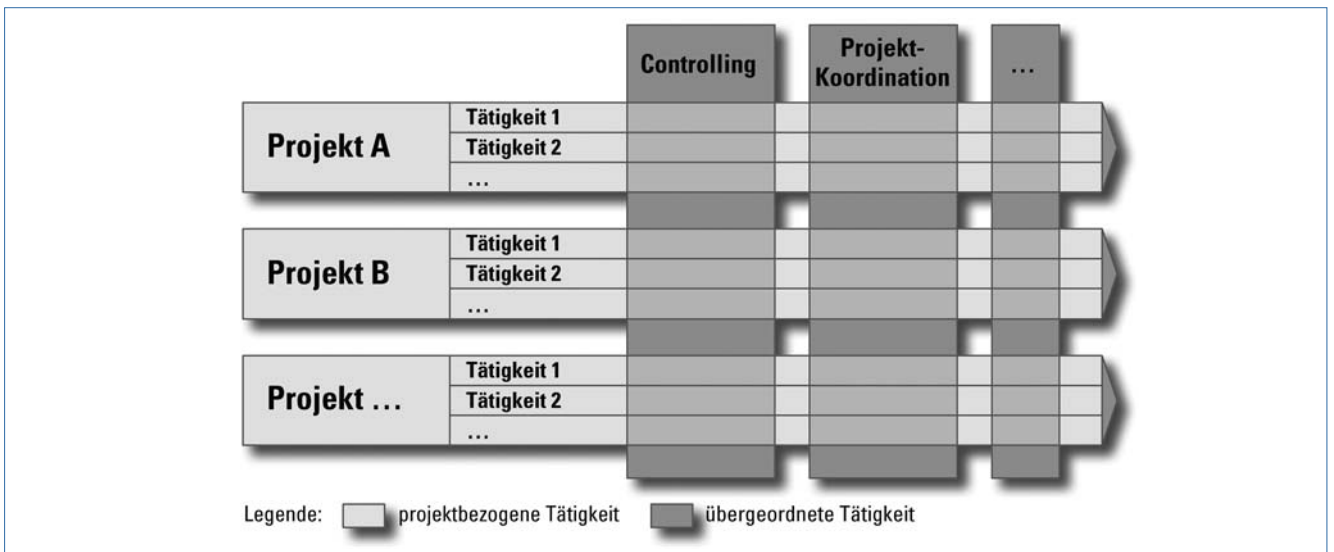 Controlling
Projekt-
Koordination
...
Projekt A
Tätigkeit 1
Tätigkeit 2
...
Projekt B
Tätigkeit 1
Tätigkeit 2
...
Projekt ...
Tätigkeit 1
Tätigkeit 2
...
Legende: projektbezogene Tätigkeit übergeordnete Tätigkeit